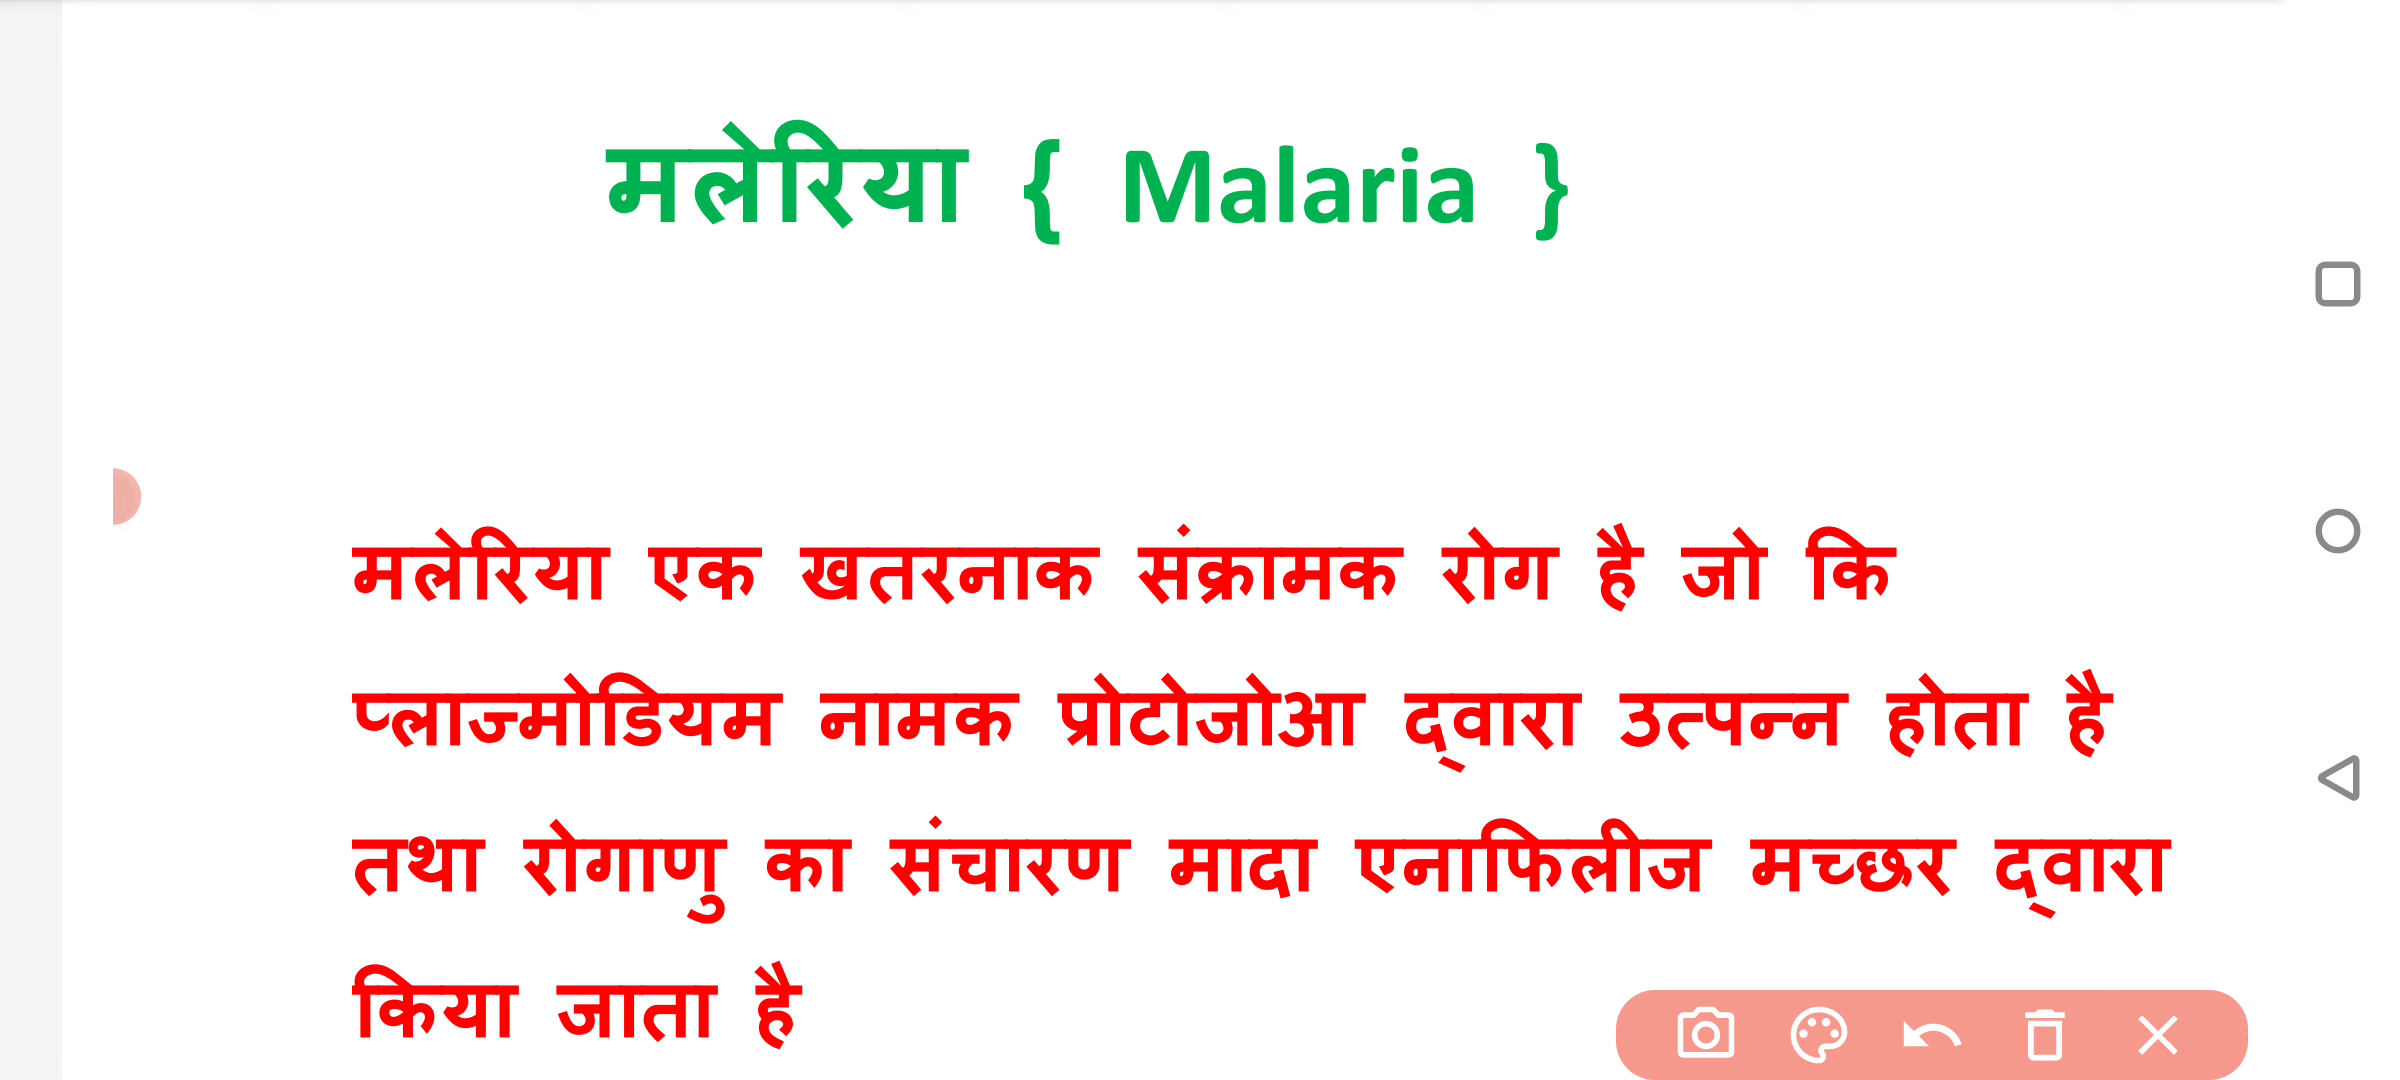 मलेरिया { Malaria }
मलेरिया एक खतरनाक संक्रामक रोग है जो कि
प्लाज्मोडियम नामक प्रोटोजोआ द्वारा उत्पन्न होता है
तथा रोगाणु का संचारण मादा एनाफिलीज मच्छर द्वारा
किया जाता है